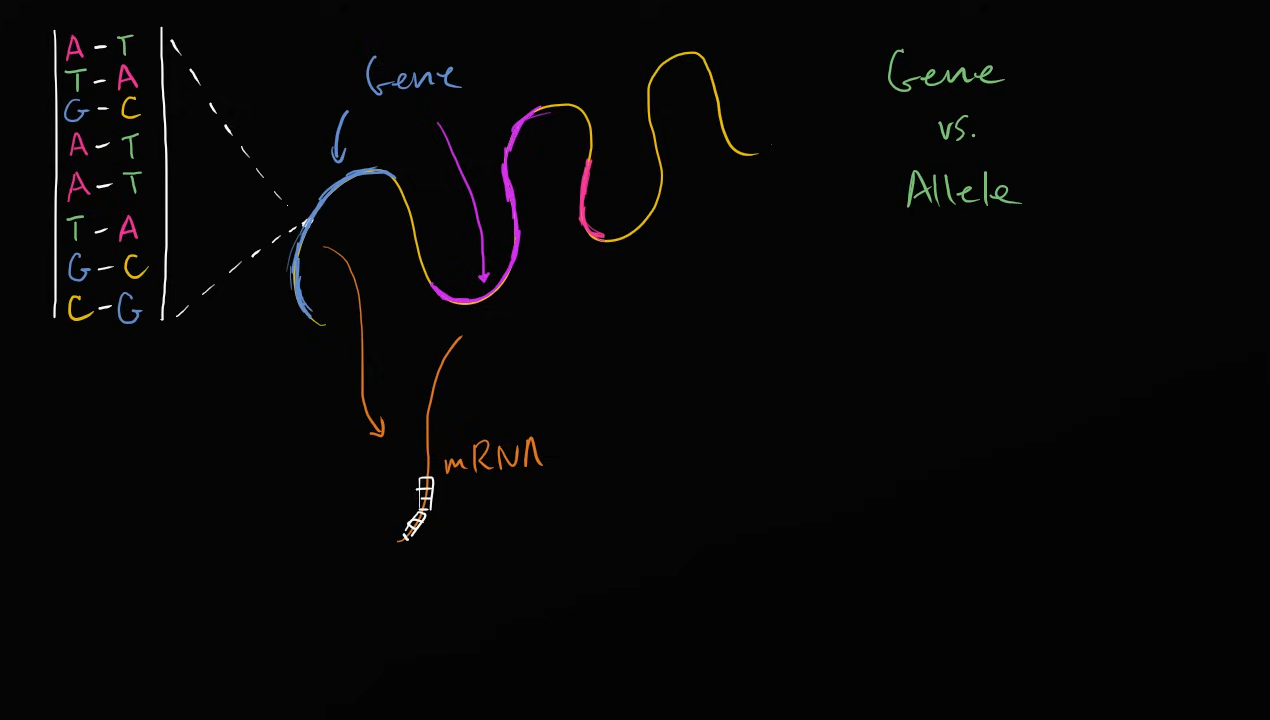 A - T
T - A
G - C
A - T
A - T
T - A
G - C
C - G
Gene
mRNA
Gene
vs.
Allele